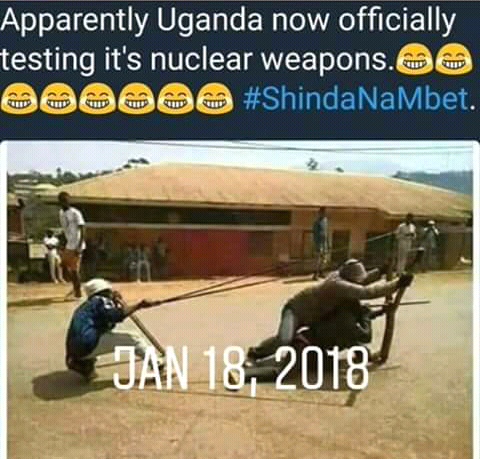 Apparently Uganda now officially
testing it's nuclear weapons.😂😂
😂😂😂😂😂😂 #ShindaNaMbet.
JAN 18, 2018